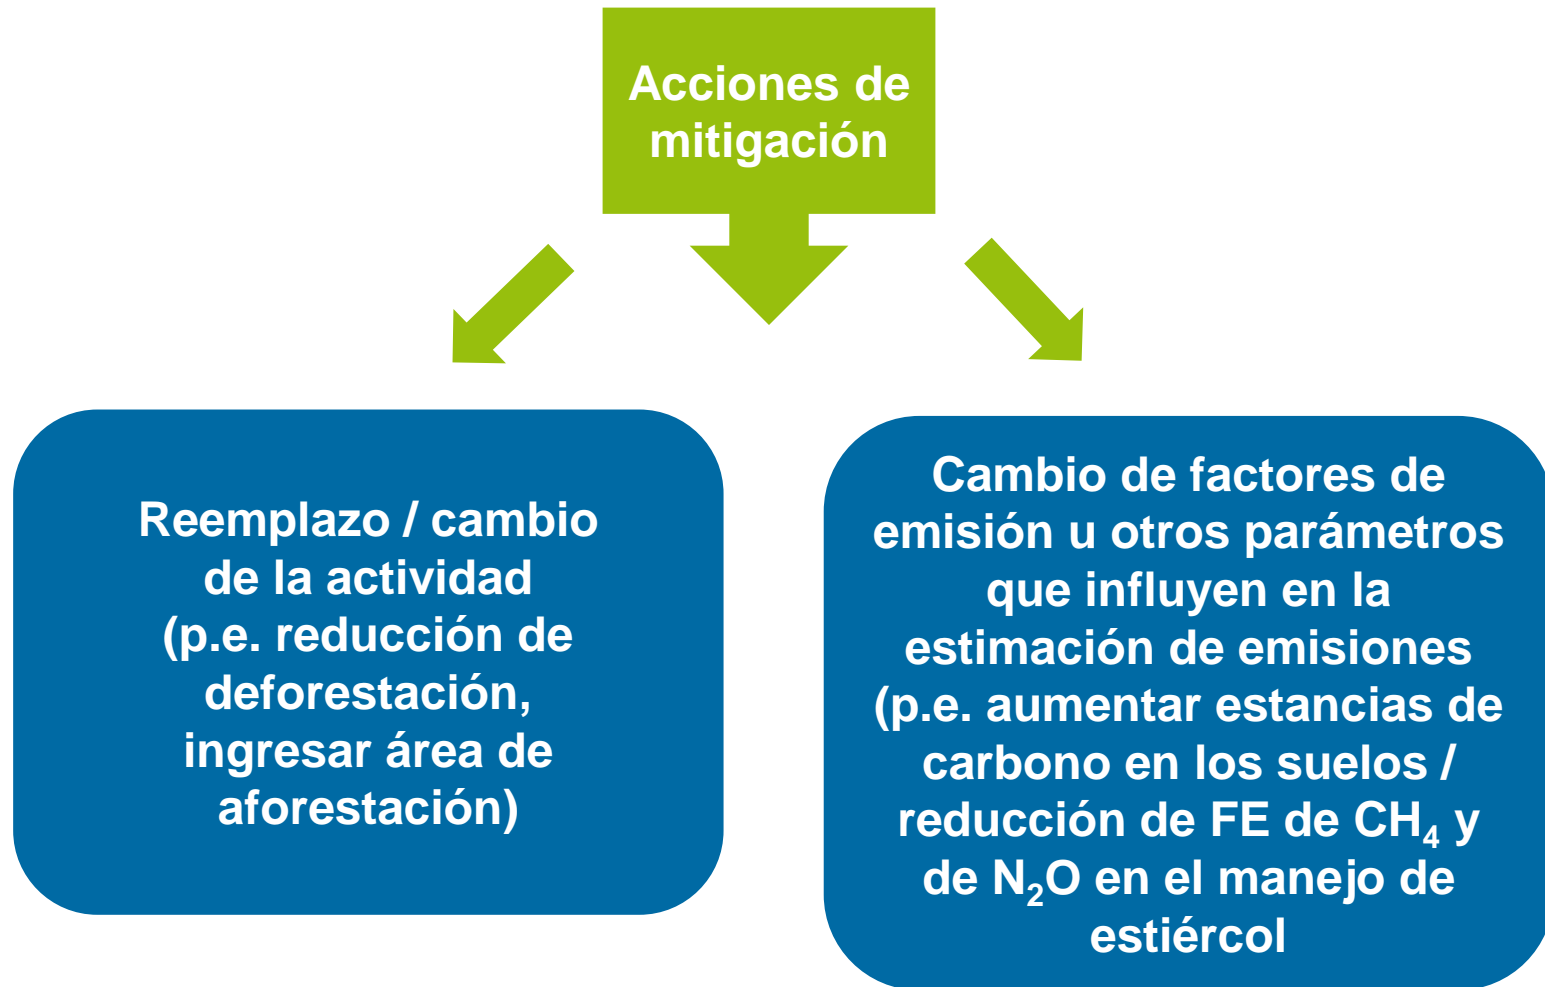 Acciones de
mitigación
Reemplazo / cambio
de la actividad
(p.e. reducción de
deforestación,
ingresar área de
aforestación)
Cambio de factores de
emisión u otros parámetros
que influyen en la
estimación de emisiones
(p.e. aumentar estancias de
carbono en los suelos /
reducción de FE de CH₄ y
de N₂O en el manejo de
estiércol